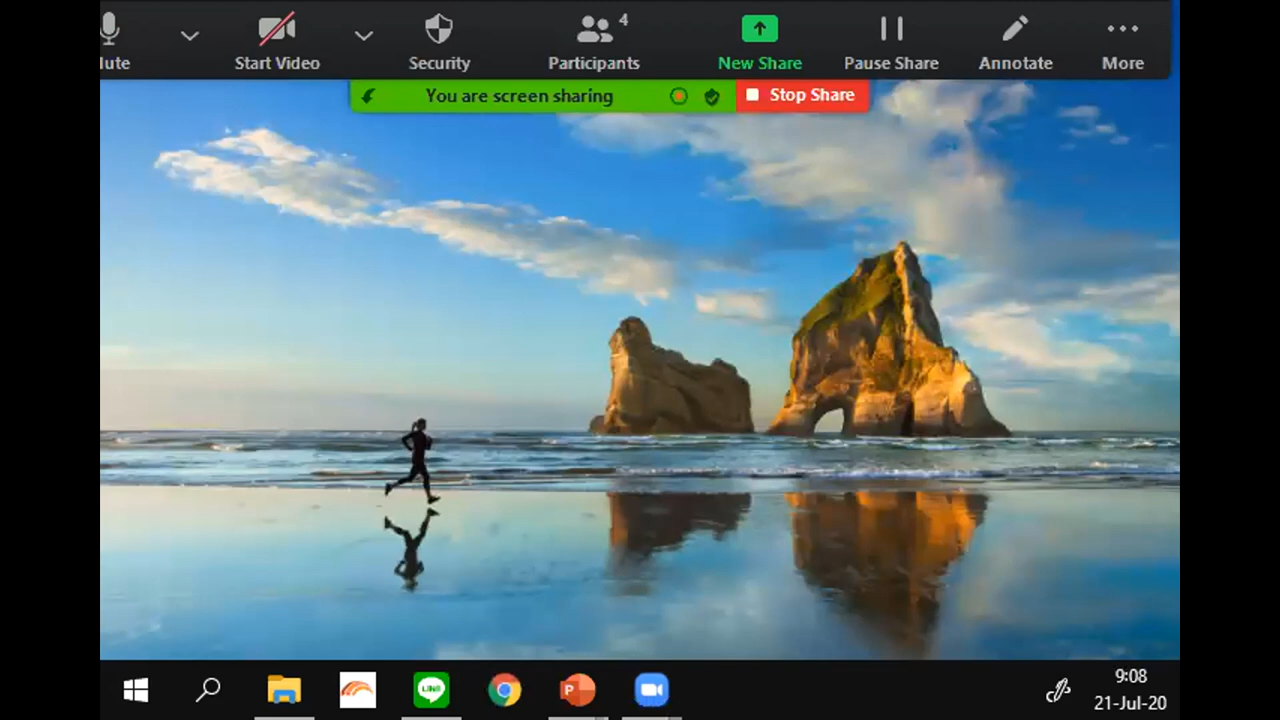 lute Start Video Security Participants 4 New Share Pause Share Annotate More
You are screen sharing Stop Share
LINE
P
9:08
21-Jul-20